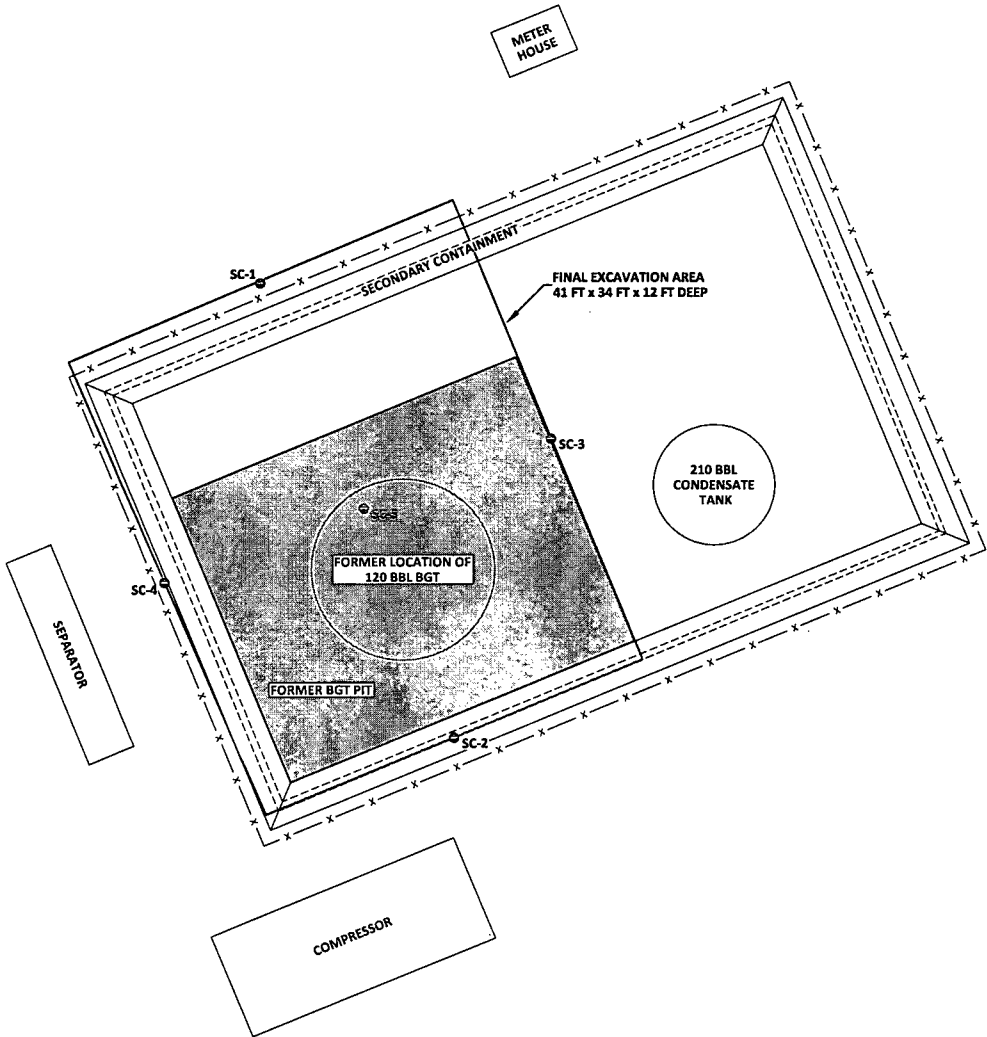 METER
HOUSE
SC-1
SECONDARY CONTAINMENT
FINAL EXCAVATION AREA
41 FT x 34 FT x 12 FT DEEP
SC-3
210 BBL
CONDENSATE
TANK
FORMER LOCATION OF
120 BBL BGT
SC-4
SEPARATOR
FORMER BGT PIT
SC-2
COMPRESSOR